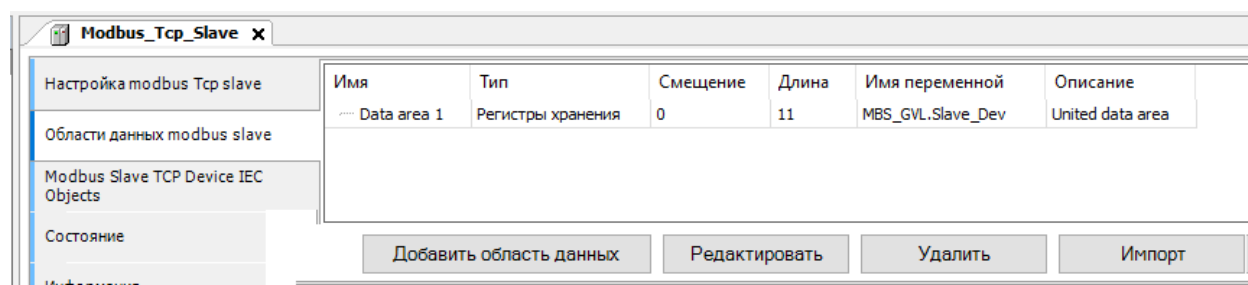 Modbus_Tcp_Slave x
Настройка modbus Tcp slave
Области данных modbus slave
Modbus Slave TCP Device IEC
Objects
Состояние
Имя Тип Смещение Длина Имя переменной Описание
Data area 1 Регистры хранения 0 11 MBS_GVL.Slave_Dev United data area
Добавить область данных Редактировать Удалить Импорт